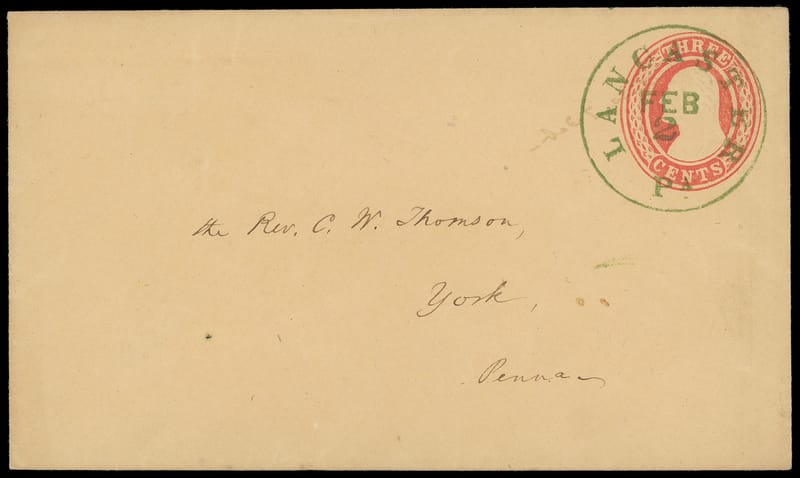 THREE
CENTS
LANCASTER
FEB
2
PA
the Rev. C. W. Thomson,
York,
Penna